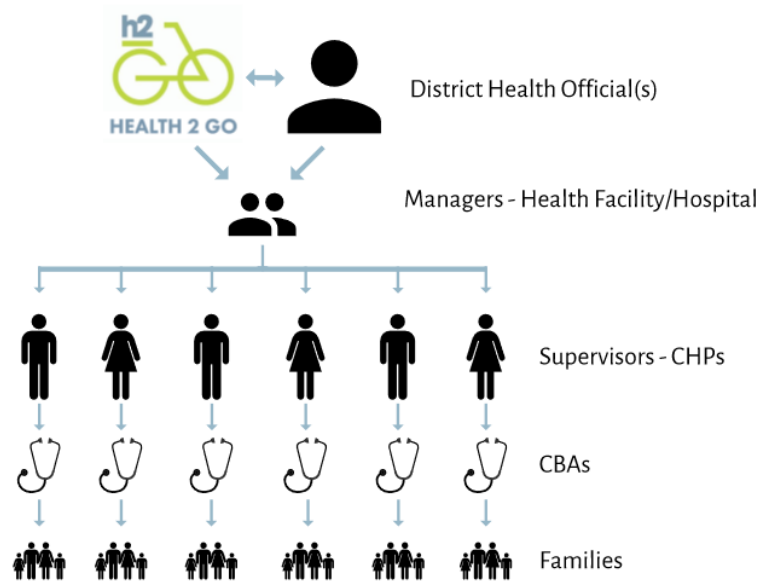 h2
HEALTH 2 GO
District Health Official(s)
Managers - Health Facility/Hospital
Supervisors - CHPs
CBAs
Families